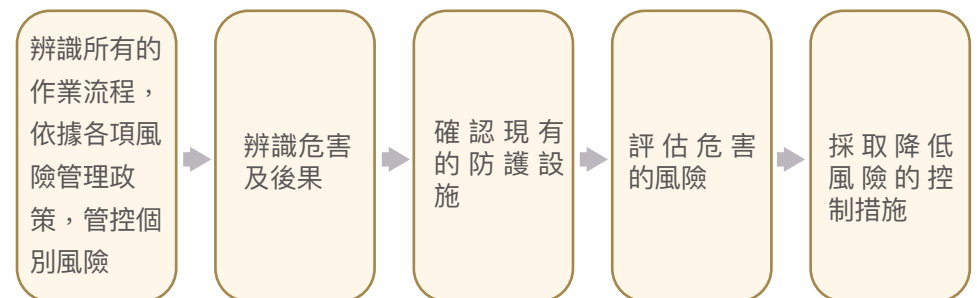 辨識所有的
作業流程，
依據各項風
險管理政
策，管控個
別風險
辨識危害
及後果
確認現有
的防護設
施
評估危害
的風險
採取降低
風險的控
制措施